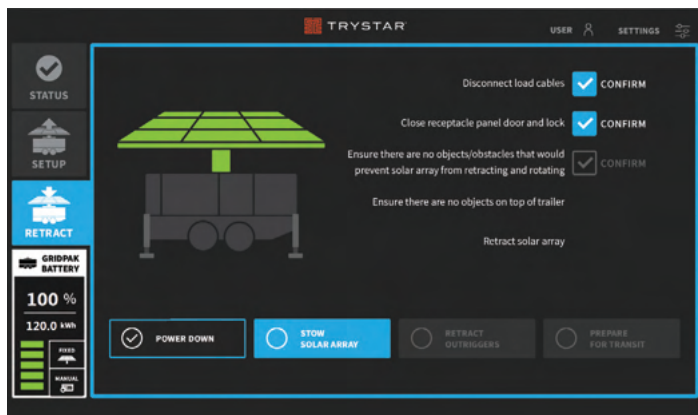 TRYSTAR
USER
SETTINGS
STATUS
SETUP
RETRACT
GRIDPAK
BATTERY
100 %
120.0 kWh
FIXED
MANUAL
Disconnect load cables
CONFIRM
Close receptacle panel door and lock
CONFIRM
Ensure there are no objects/obstacles that would
prevent solar array from retracting and rotating
CONFIRM
Ensure there are no objects on top of trailer
Retract solar array
POWER DOWN
STOW
SOLAR ARRAY
RETRACT
OUTRIGGERS
PREPARE
FOR TRANSIT